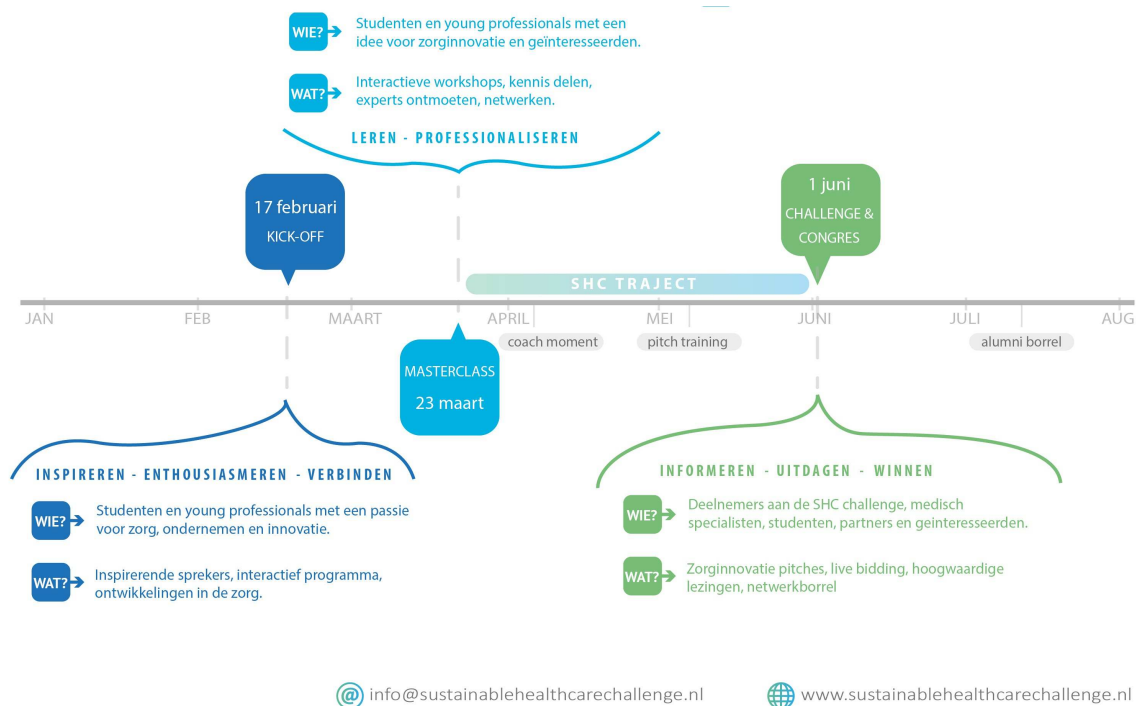 WIE?
Studenten en young professionals met een
idee voor zorginnovatie en geïnteresseerden.
WAT?
Interactieve workshops, kennis delen,
experts ontmoeten, netwerken.
LEREN - PROFESSIONALISEREN
17 februari
KICK-OFF
1 juni
CHALLENGE &
CONGRES
SHC TRAJECT
JAN FEB MAART APRIL MEI JUNI JULI AUG
coach moment pitch training alumni borrel
MASTERCLASS
23 maart
INSPIREREN - ENTHOUSIASMEREN - VERBINDEN
WIE?
Studenten en young professionals met een passie
voor zorg, ondernemen en innovatie.
WAT?
Inspirerende sprekers, interactief programma,
ontwikkelingen in de zorg.
INFORMEREN - UITDAGEN - WINNEN
WIE?
Deelnemers aan de SHC challenge, medisch
specialisten, studenten, partners en geinteresseerden.
WAT?
Zorginnovatie pitches, live bidding, hoogwaardige
lezingen, netwerkborrel
@ info@sustainablehealthcarechallenge.nl
www.sustainablehealthcarechallenge.nl